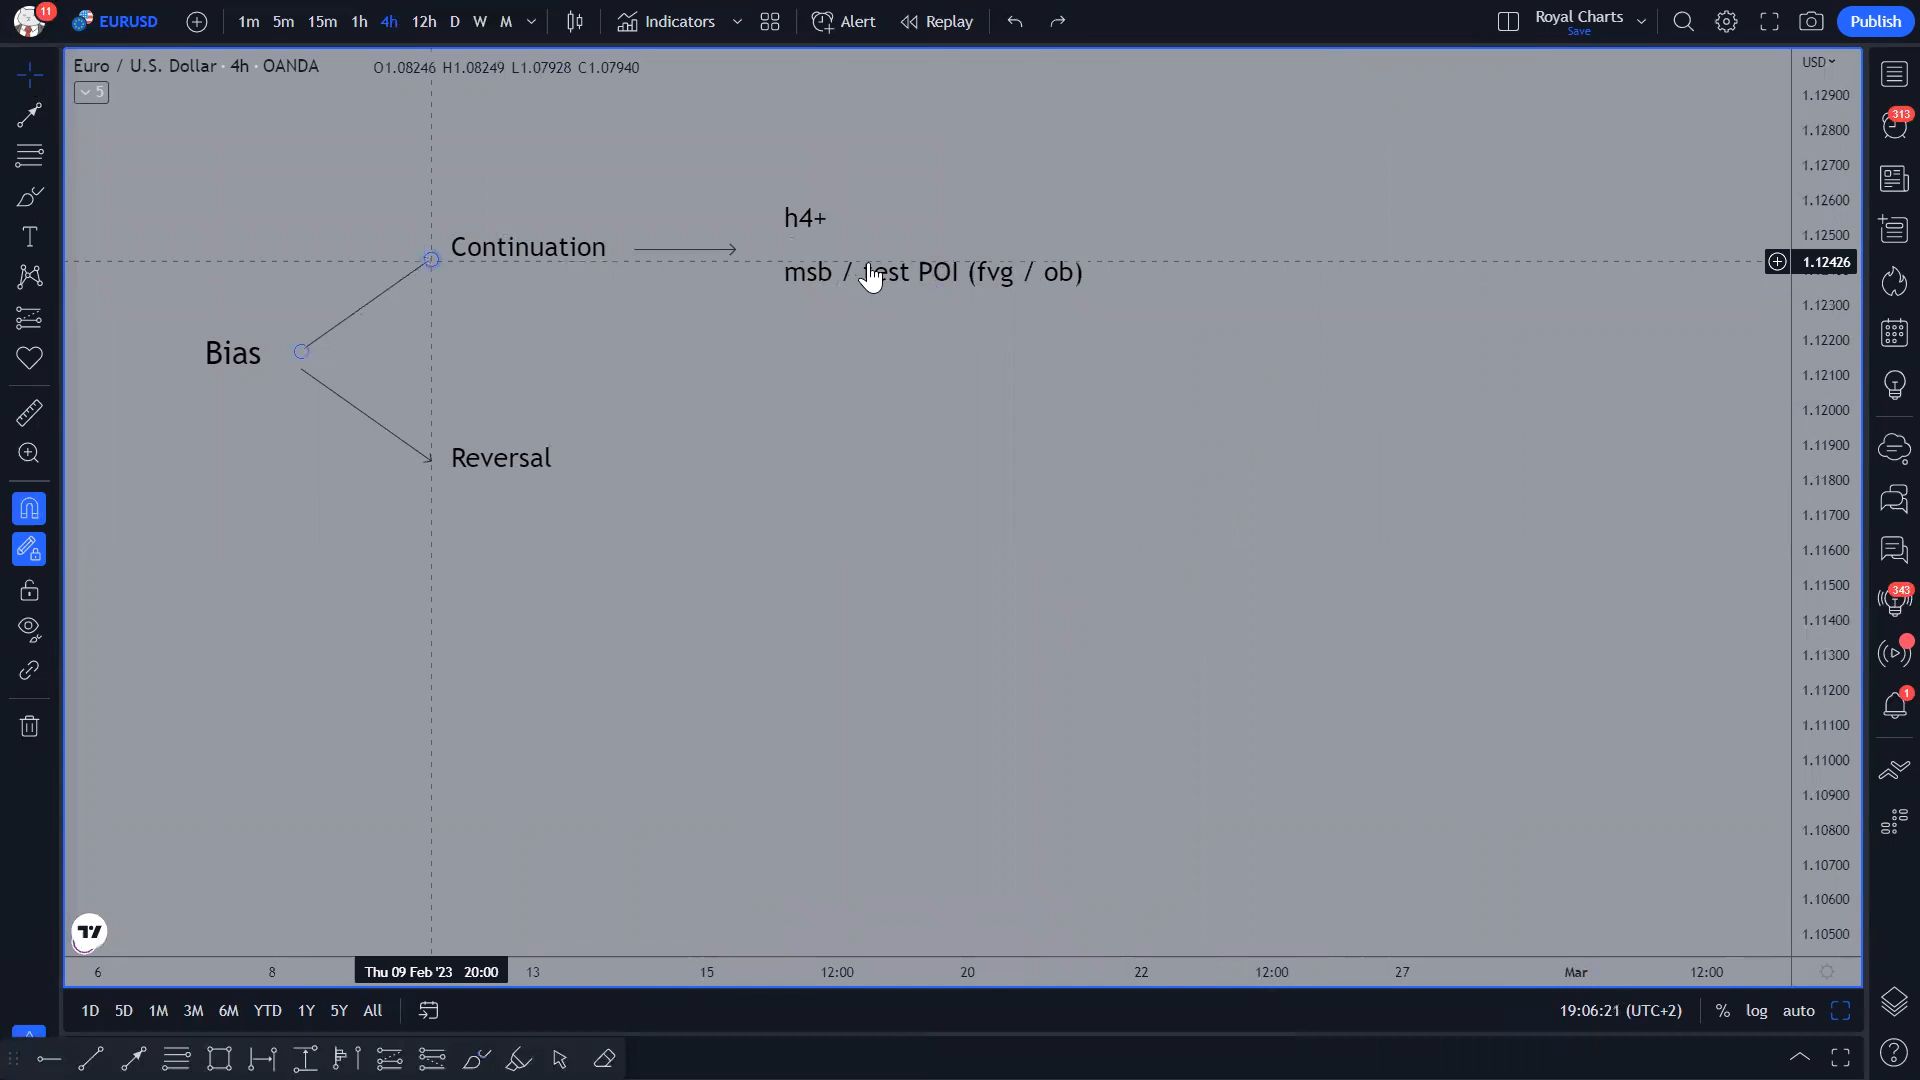 11
EURUSD
1m 5m 15m 1h 4h 12h D W M
Indicators
Alert
Replay
Royal Charts
Save
Publish
Euro / U.S. Dollar · 4h · OANDA
O1.08246 H1.08249 L1.07928 C1.07940
5
USD
1.12900
1.12800
1.12700
1.12600
1.12500
1.12426
1.12300
1.12200
1.12100
1.12000
1.11900
1.11800
1.11700
1.11600
1.11500
1.11400
1.11300
1.11200
1.11100
1.11000
1.10900
1.10800
1.10700
1.10600
1.10500
h4+
Continuation
msb / test POI (fvg / ob)
Bias
Reversal
313
343
1
6 8 Thu 09 Feb '23 20:00 13 15 12:00 20 22 12:00 27 Mar 12:00
1D 5D 1M 3M 6M YTD 1Y 5Y All
19:06:21 (UTC+2) % log auto